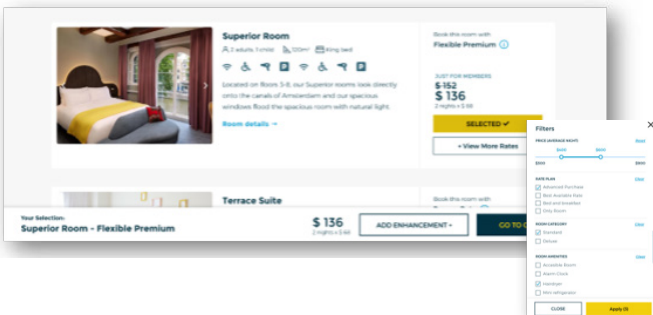 Superior Room
2 adults, 1 child
King bed
Located on floors 5-8, our Superior rooms look directly
onto the canals of Amsterdam and our spacious
windows flood the spacious room with natural light.
Room details
Book this room with
Flexible Premium
JUST FOR MEMBERS
$ 152
$ 136
2 nights = $ 68
SELECTED
+ View More Rates
Terrace Suite
Book this room with
Your Selection:
Superior Room - Flexible Premium
$ 136
ADD ENHANCEMENT
GO TO
Filters
PRICE (AVERAGE NIGHT)
Reset
RATE PLAN
Clear
Advanced Purchase
Best Available Rate
Bed and breakfast
Only Room
ROOM CATEGORY
Clear
Standard
Deluxe
ROOM AMENITIES
Clear
Accessible Room
Alarm Clock
Hairdryer
Mini refrigerator
CLOSE
Apply (3)